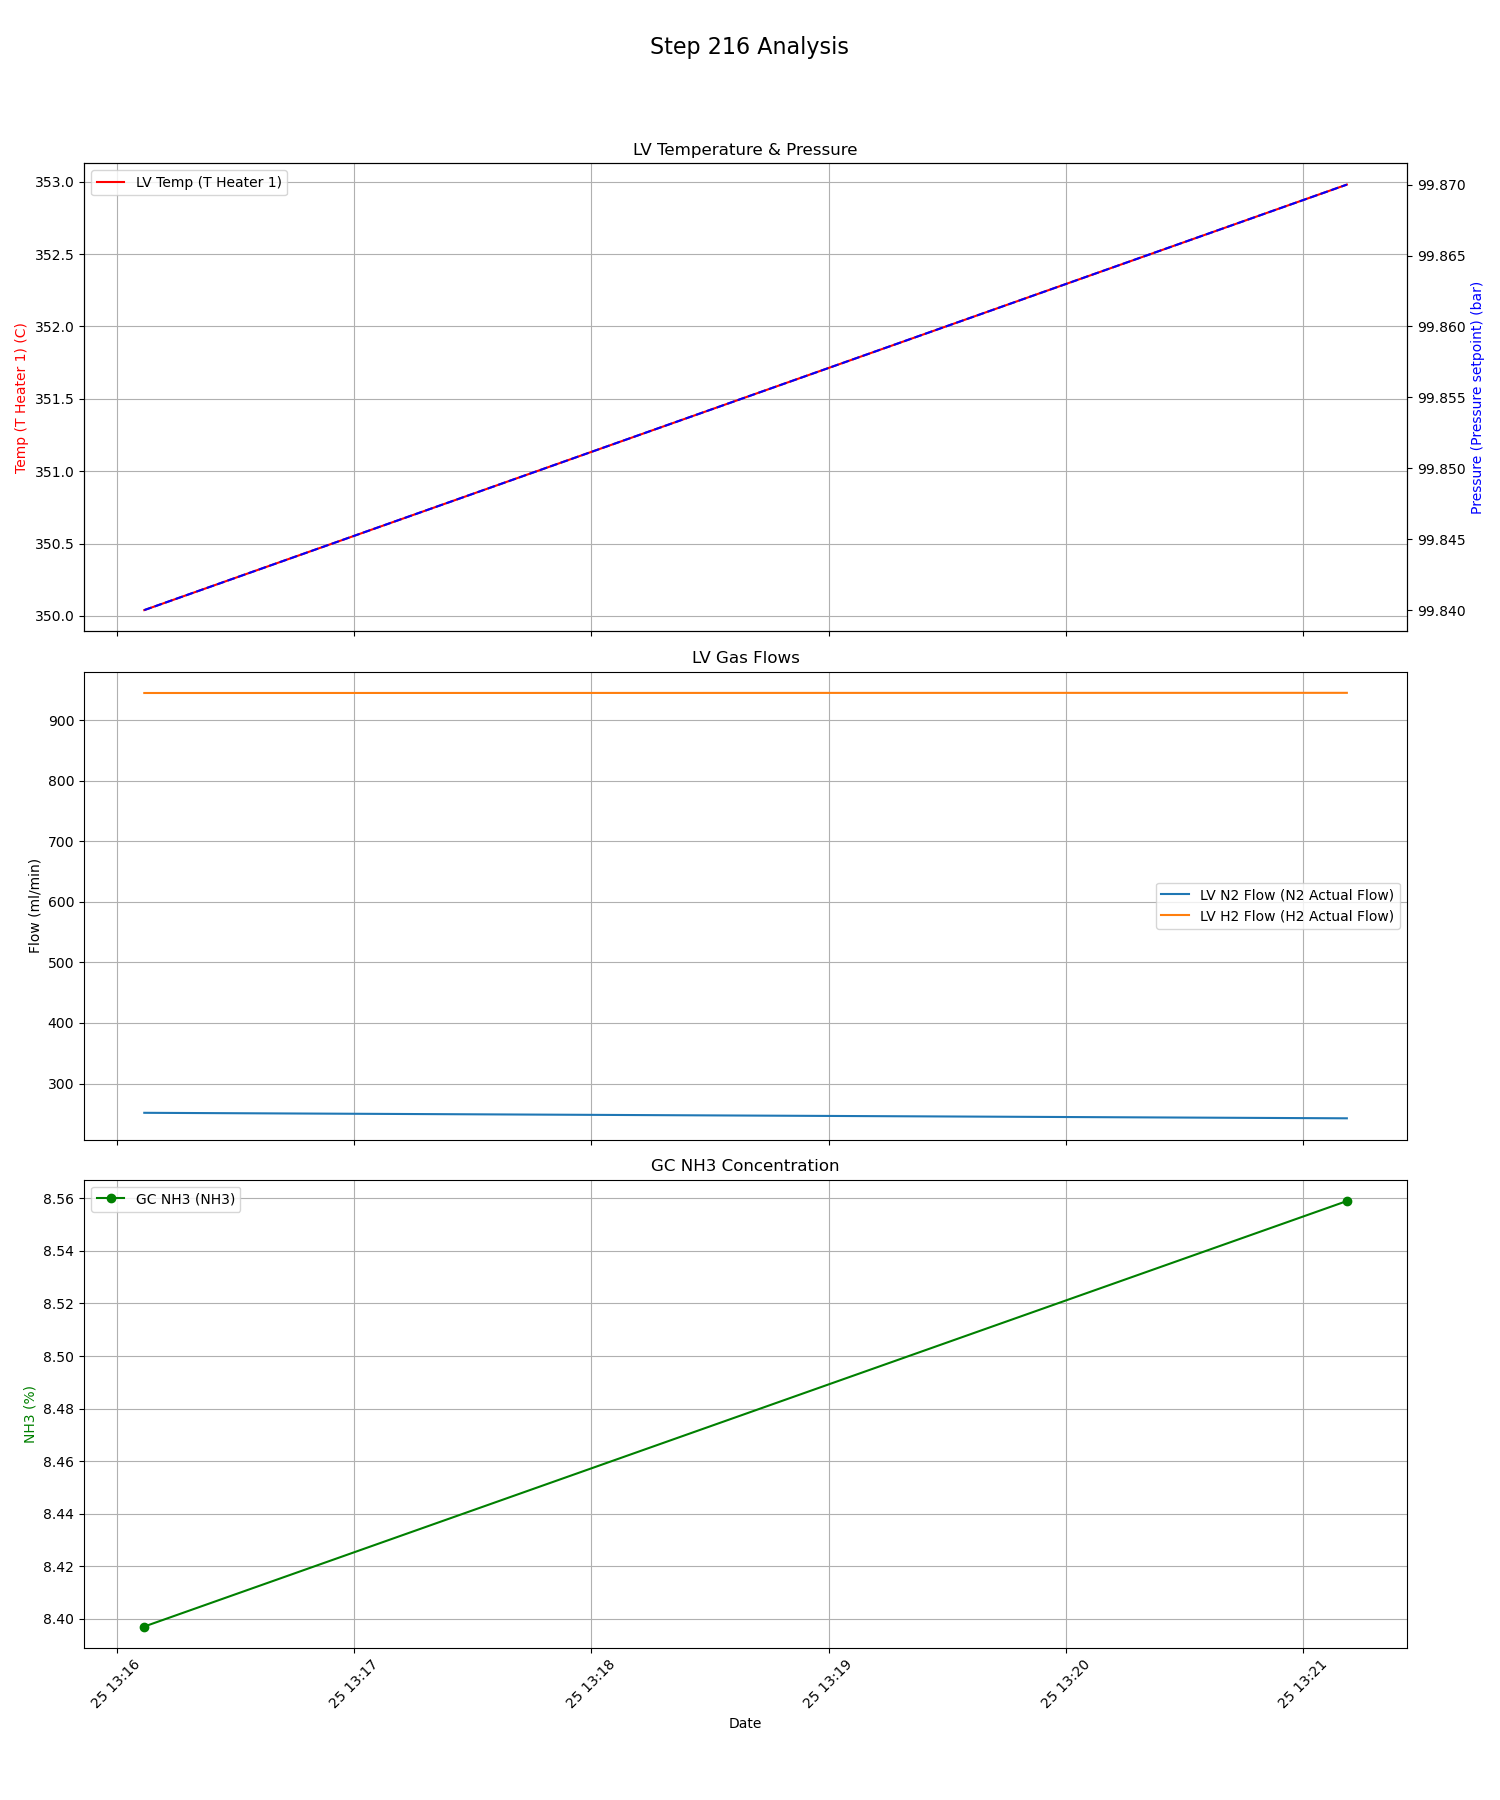 Step 216 Analysis
LV Temperature & Pressure
LV Temp (T Heater 1)
353.0
352.5
352.0
351.5
351.0
350.5
350.0
Temp (T Heater 1) (C)
99.870
99.865
99.860
99.855
99.850
99.845
99.840
Pressure (Pressure setpoint) (bar)
LV Gas Flows
900
800
700
600
500
400
300
Flow (ml/min)
LV N2 Flow (N2 Actual Flow)
LV H2 Flow (H2 Actual Flow)
GC NH3 Concentration
GC NH3 (NH3)
8.56
8.54
8.52
8.50
8.48
8.46
8.44
8.42
8.40
NH3 (%)
25 13:16
25 13:17
25 13:18
25 13:19
25 13:20
25 13:21
Date